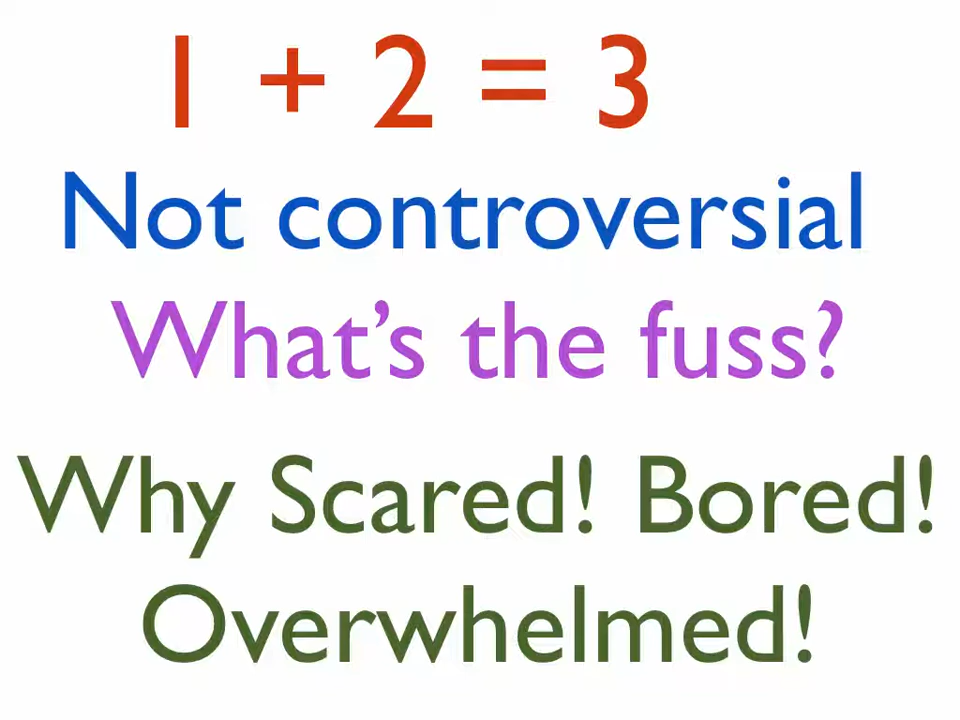 1 + 2 = 3
Not controversial
What’s the fuss?
Why Scared! Bored!
Overwhelmed!